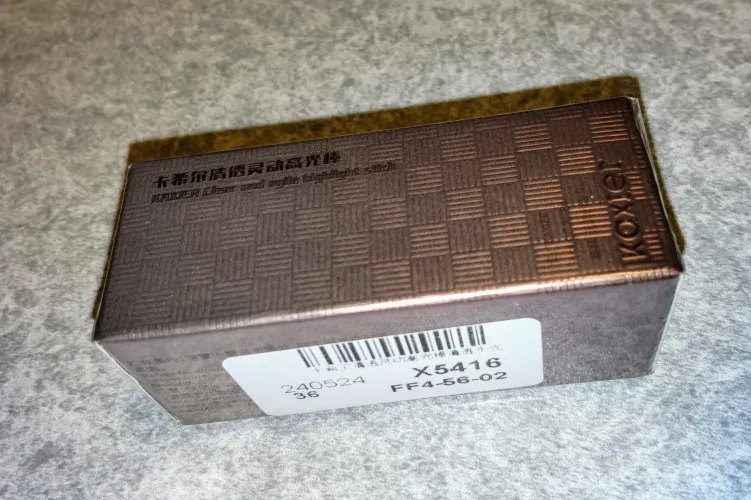 卡希尔清透灵动高光棒
KAXIER Clear and agile highlight stick
Kaxier
240524
X5416
36
FF4-56-02